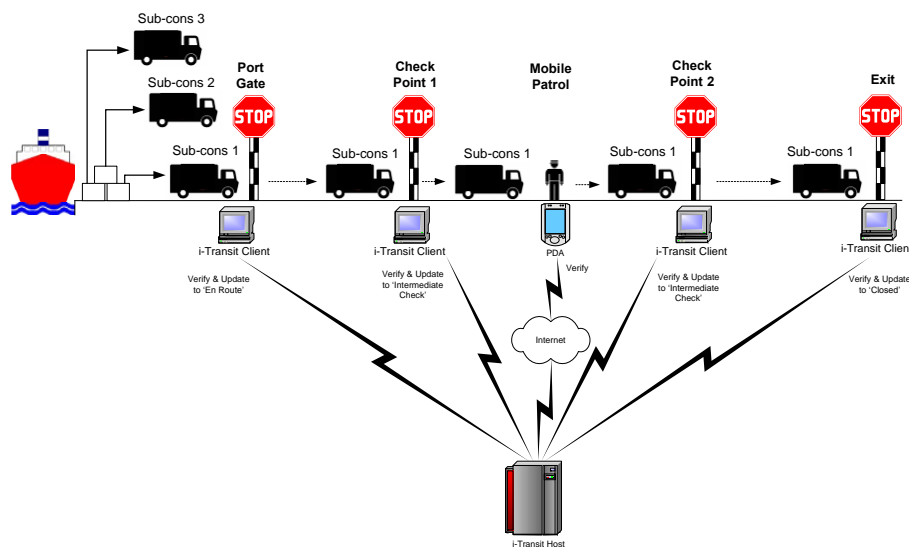 Sub-cons 3
Sub-cons 2
Sub-cons 1
Port
Gate
STOP
Sub-cons 1
Check
Point 1
STOP
Sub-cons 1
Mobile
Patrol
Sub-cons 1
Check
Point 2
STOP
Sub-cons 1
Exit
STOP
i-Transit Client
Verify & Update
to 'En Route'
i-Transit Client
Verify & Update
to 'Intermediate
Check'
PDA
Verify
i-Transit Client
Verify & Update
to 'Intermediate
Check'
i-Transit Client
Verify & Update
to 'Closed'
Internet
i-Transit Host